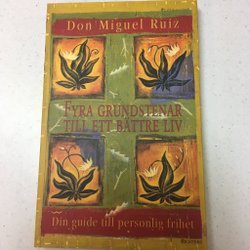 Don Miguel Ruiz
FYRA GRUNDSTENAR
TILL ETT BÄTTRE LIV
Din guide till personlig frihet